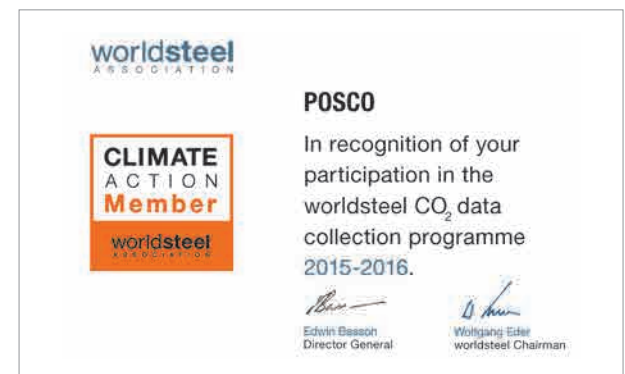 worldsteel
ASSOCIATION
POSCO
In recognition of your
participation in the
worldsteel CO₂ data
collection programme
2015-2016.
CLIMATE
ACTION
Member
worldsteel
ASSOCIATION
Edwin Basson
Director General
Wolfgang Eder
worldsteel Chairman